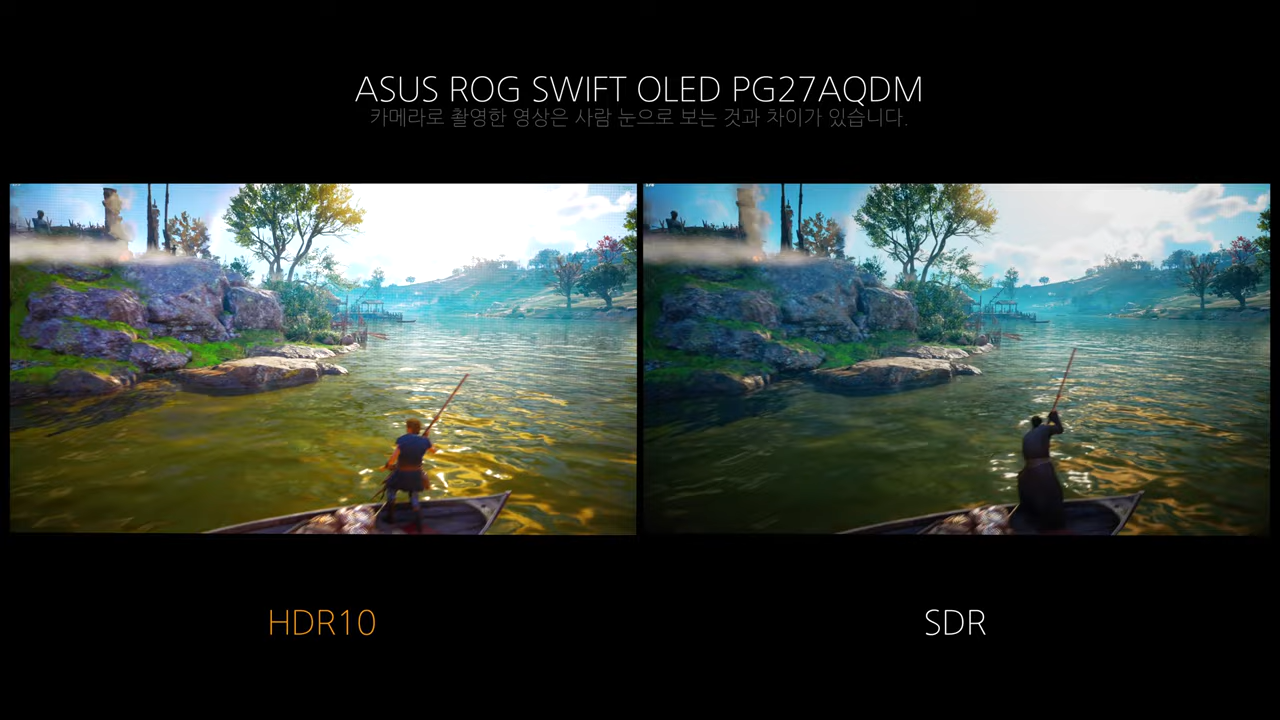 ASUS ROG SWIFT OLED PG27AQDM
카메라로 촬영한 영상은 사람 눈으로 보는 것과 차이가 있습니다.
HDR10
SDR